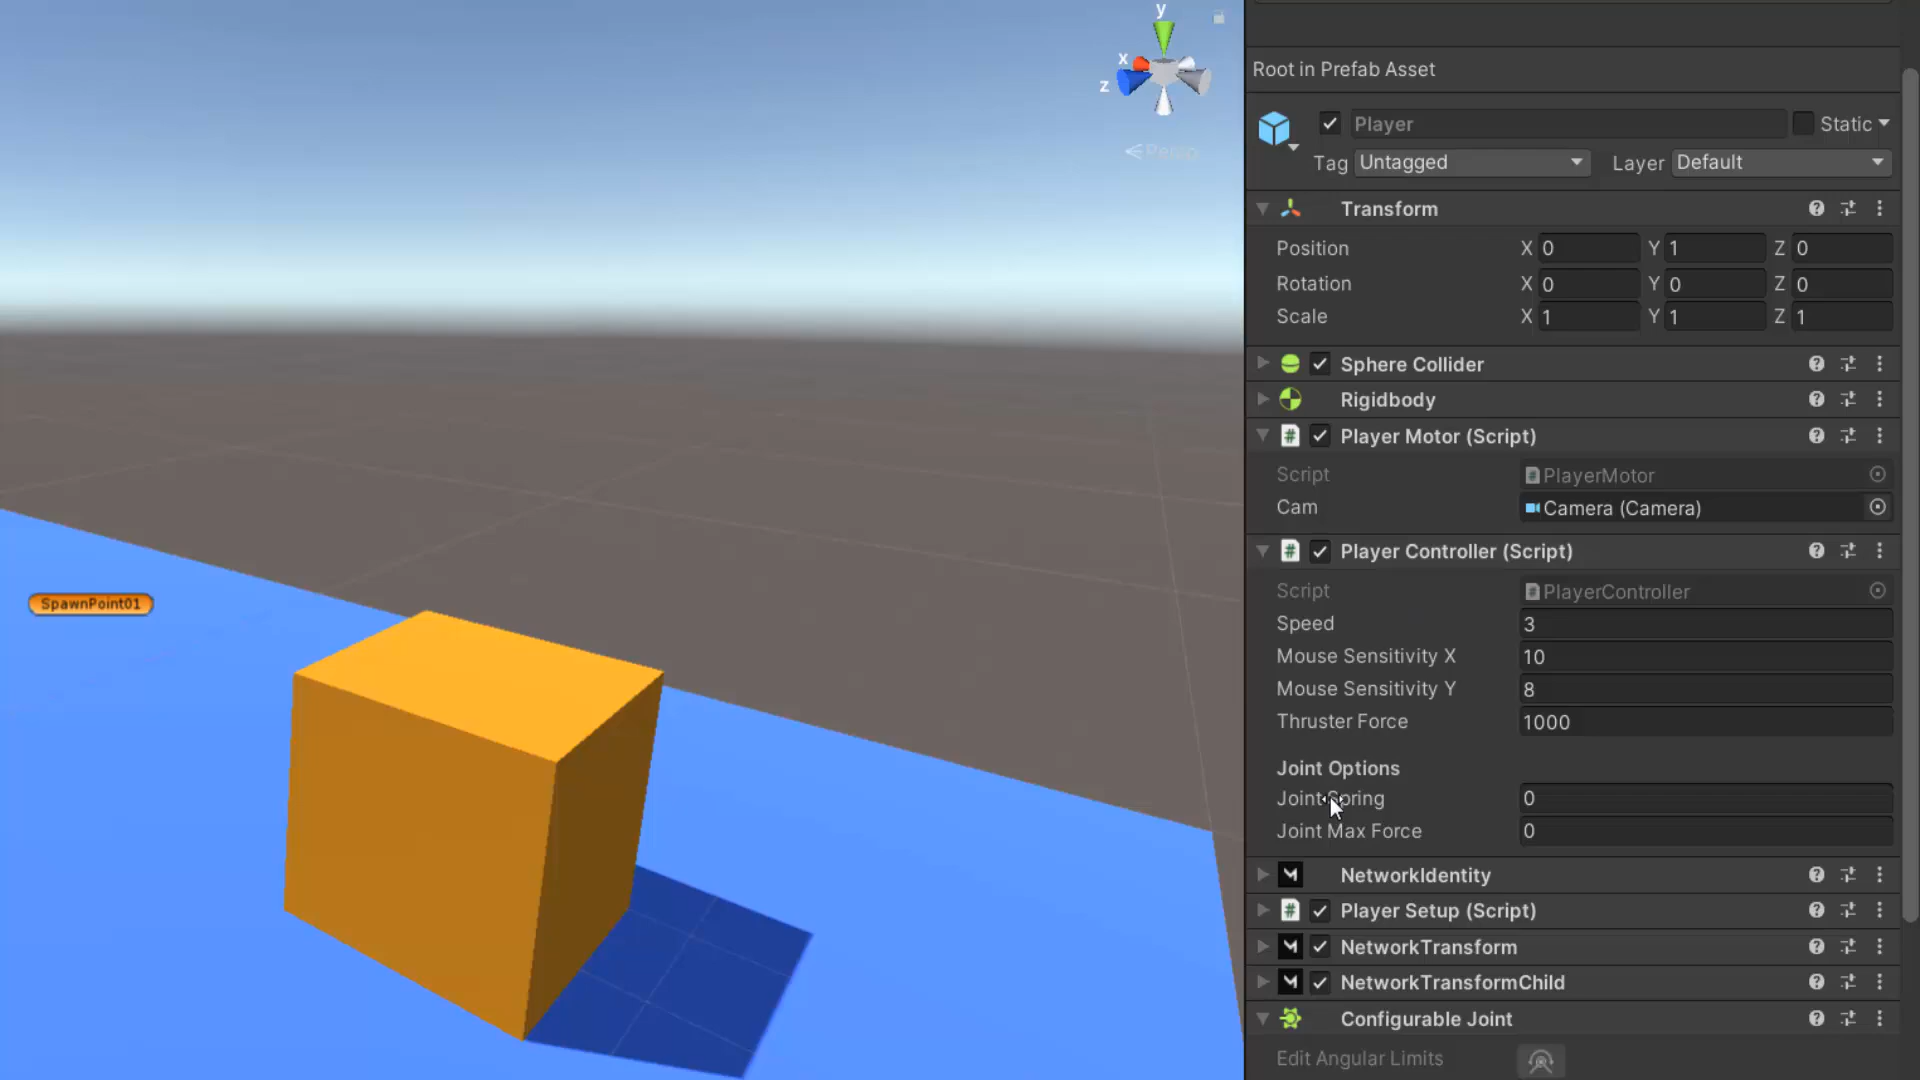 y
x
z
Persp
SpawnPoint01
Root in Prefab Asset
Player
Static
Tag Untagged Layer Default
Transform
Position X 0 Y 1 Z 0
Rotation X 0 Y 0 Z 0
Scale X 1 Y 1 Z 1
Sphere Collider
Rigidbody
# Player Motor (Script)
Script # PlayerMotor
Cam Camera (Camera)
# Player Controller (Script)
Script # PlayerController
Speed 3
Mouse Sensitivity X 10
Mouse Sensitivity Y 8
Thruster Force 1000
Joint Options
Joint Spring 0
Joint Max Force 0
NetworkIdentity
# Player Setup (Script)
NetworkTransform
NetworkTransformChild
Configurable Joint
Edit Angular Limits